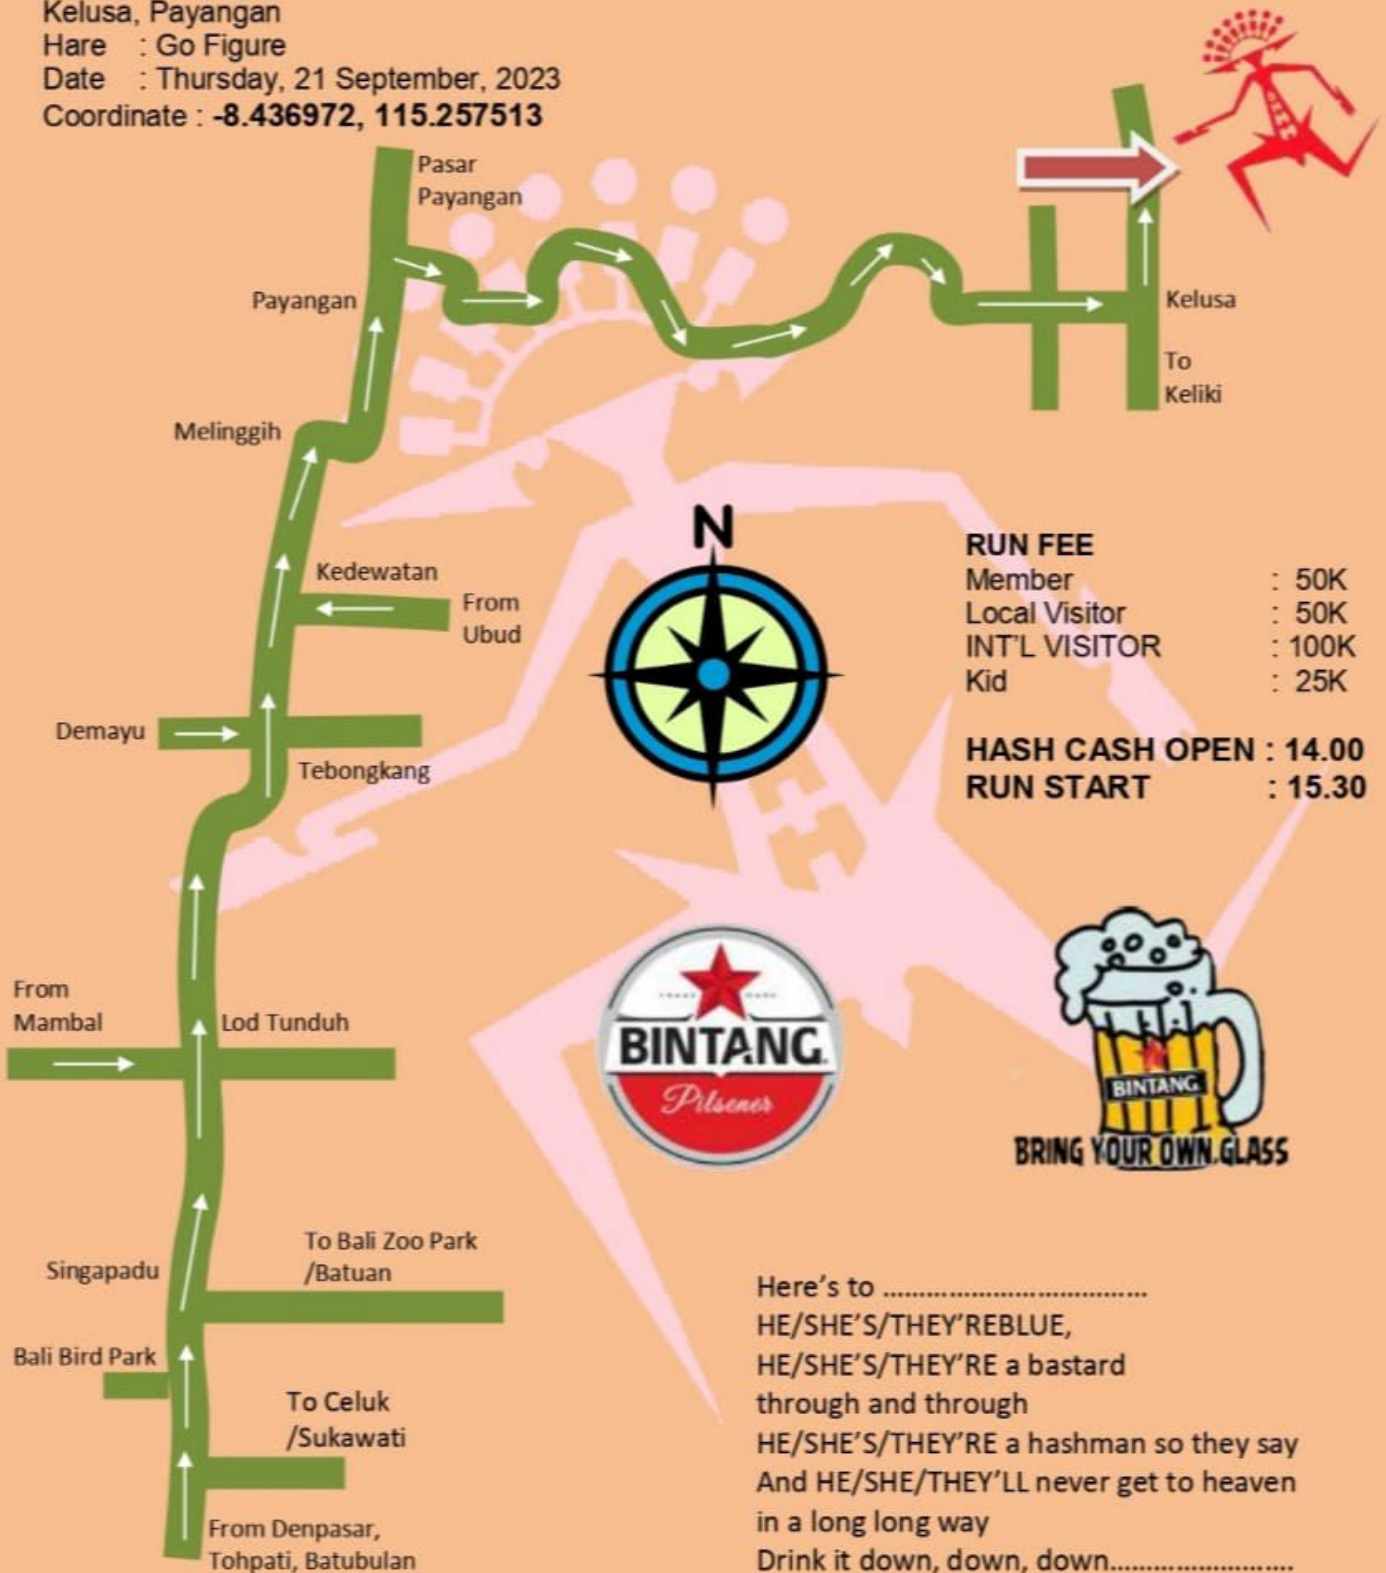 Kelusa, Payangan
Hare : Go Figure
Date : Thursday, 21 September, 2023
Coordinate : -8.436972, 115.257513
Pasar
Payangan
Payangan
Kelusa
To
Keliki
Melinggih
N
Kedewatan
From
Ubud
RUN FEE
Member : 50K
Local Visitor : 50K
INT'L VISITOR : 100K
Kid : 25K
Demayu
Tebongkang
HASH CASH OPEN : 14.00
RUN START : 15.30
From
Mambal
Lod Tunduh
TRADE MARK
BINTANG
Pilsener
BINTANG
BRING YOUR OWN.GLASS
Singapadu
To Bali Zoo Park
/Batuan
Bali Bird Park
To Celuk
/Sukawati
From Denpasar,
Tohpati, Batubulan
Here's to ....................................
HE/SHE'S/THEY'REBLUE,
HE/SHE'S/THEY'RE a bastard
through and through
HE/SHE'S/THEY'RE a hashman so they say
And HE/SHE/THEY'LL never get to heaven
in a long long way
Drink it down, down, down.........................